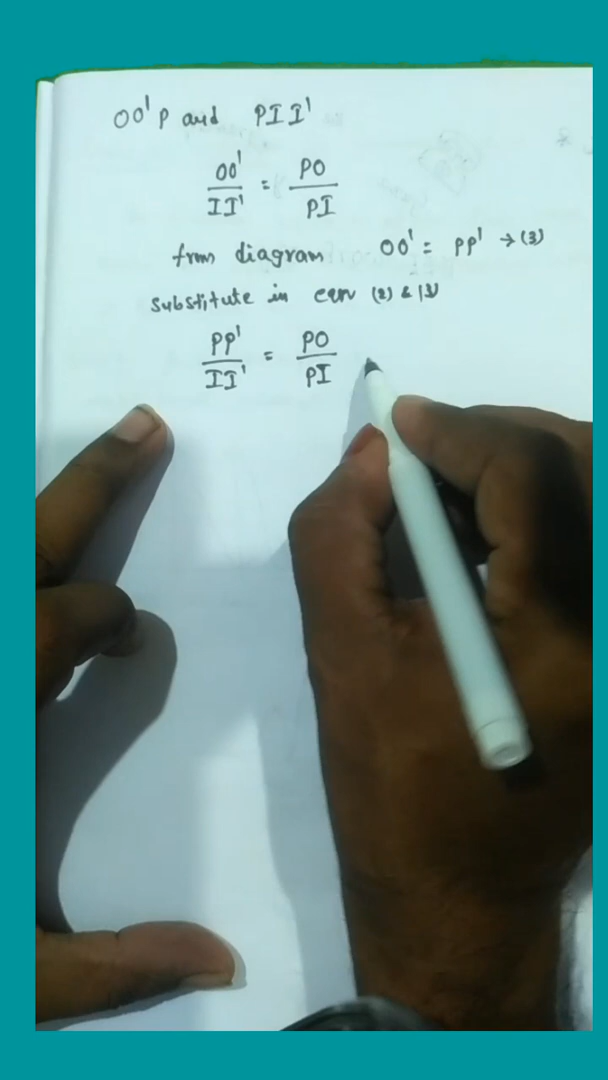 OO'P and PII'
OO'/II' = PO/PI
from diagram OO' = PP' → (3)
substitute in eqn (2) & (3)
PP'/II' = PO/PI